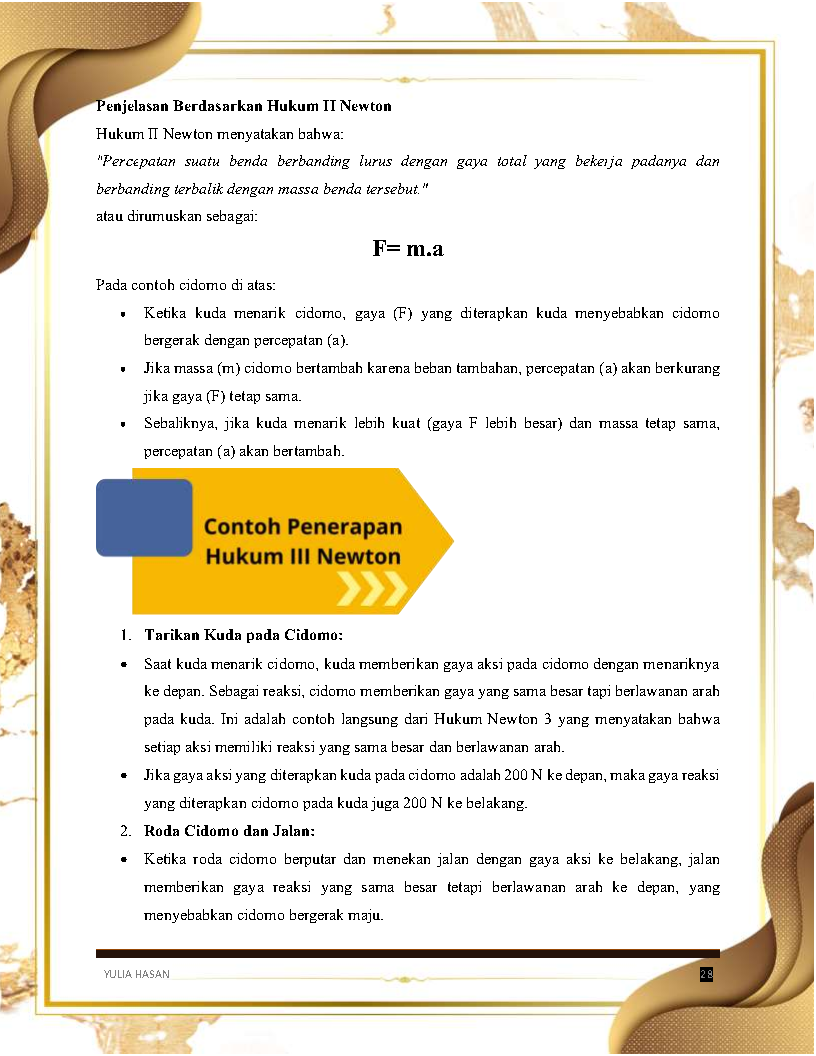 Penjelasan Berdasarkan Hukum II Newton
Hukum II Newton menyatakan bahwa:
"Percepatan suatu benda berbanding lurus dengan gaya total yang bekerja padanya dan
berbanding terbalik dengan massa benda tersebut."
atau dirumuskan sebagai:
F= m.a
Pada contoh cidomo di atas:
• Ketika kuda menarik cidomo, gaya (F) yang diterapkan kuda menyebabkan cidomo
bergerak dengan percepatan (a).
• Jika massa (m) cidomo bertambah karena beban tambahan, percepatan (a) akan berkurang
jika gaya (F) tetap sama.
• Sebaliknya, jika kuda menarik lebih kuat (gaya F lebih besar) dan massa tetap sama,
percepatan (a) akan bertambah.
Contoh Penerapan
Hukum III Newton
1. Tarikan Kuda pada Cidomo:
• Saat kuda menarik cidomo, kuda memberikan gaya aksi pada cidomo dengan menariknya
ke depan. Sebagai reaksi, cidomo memberikan gaya yang sama besar tapi berlawanan arah
pada kuda. Ini adalah contoh langsung dari Hukum Newton 3 yang menyatakan bahwa
setiap aksi memiliki reaksi yang sama besar dan berlawanan arah.
• Jika gaya aksi yang diterapkan kuda pada cidomo adalah 200 N ke depan, maka gaya reaksi
yang diterapkan cidomo pada kuda juga 200 N ke belakang.
2. Roda Cidomo dan Jalan:
• Ketika roda cidomo berputar dan menekan jalan dengan gaya aksi ke belakang, jalan
memberikan gaya reaksi yang sama besar tetapi berlawanan arah ke depan, yang
menyebabkan cidomo bergerak maju.
YULIA HASAN
28